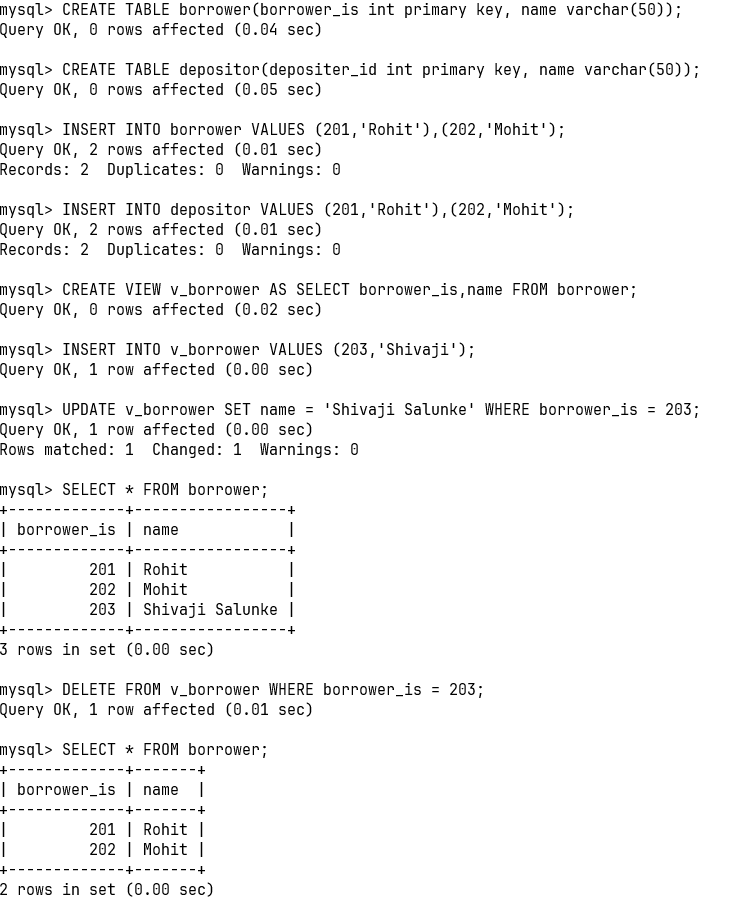 mysql> CREATE TABLE borrower(borrower_is int primary key, name varchar(50));
Query OK, 0 rows affected (0.04 sec)

mysql> CREATE TABLE depositor(depositer_id int primary key, name varchar(50));
Query OK, 0 rows affected (0.05 sec)

mysql> INSERT INTO borrower VALUES (201,'Rohit'),(202,'Mohit');
Query OK, 2 rows affected (0.01 sec)
Records: 2  Duplicates: 0  Warnings: 0

mysql> INSERT INTO depositor VALUES (201,'Rohit'),(202,'Mohit');
Query OK, 2 rows affected (0.01 sec)
Records: 2  Duplicates: 0  Warnings: 0

mysql> CREATE VIEW v_borrower AS SELECT borrower_is,name FROM borrower;
Query OK, 0 rows affected (0.02 sec)

mysql> INSERT INTO v_borrower VALUES (203,'Shivaji');
Query OK, 1 row affected (0.00 sec)

mysql> UPDATE v_borrower SET name = 'Shivaji Salunke' WHERE borrower_is = 203;
Query OK, 1 row affected (0.00 sec)
Rows matched: 1  Changed: 1  Warnings: 0

mysql> SELECT * FROM borrower;
+-------------+-----------------+
| borrower_is | name            |
+-------------+-----------------+
|         201 | Rohit           |
|         202 | Mohit           |
|         203 | Shivaji Salunke |
+-------------+-----------------+
3 rows in set (0.00 sec)

mysql> DELETE FROM v_borrower WHERE borrower_is = 203;
Query OK, 1 row affected (0.01 sec)

mysql> SELECT * FROM borrower;
+-------------+-------+
| borrower_is | name  |
+-------------+-------+
|         201 | Rohit |
|         202 | Mohit |
+-------------+-------+
2 rows in set (0.00 sec)